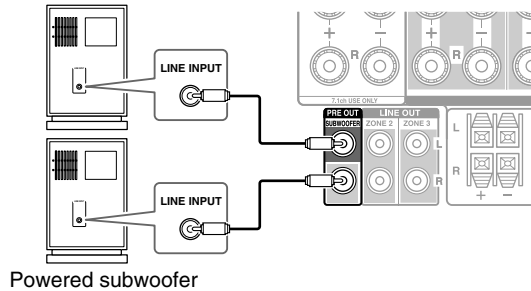 + − + −
R R
7.1ch USE ONLY
LINE INPUT
PRE OUT LINE OUT
SUBWOOFER ZONE 2 ZONE 3
L L
R R
+ −
LINE INPUT
Powered subwoofer